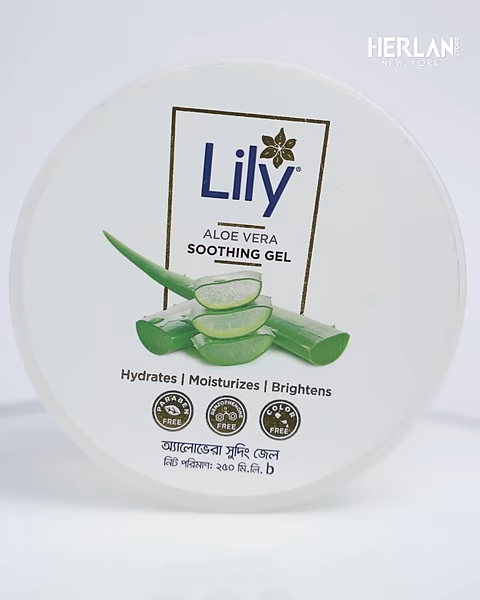 HERLAN STORE
NEW YORK
Lily®
ALOE VERA
SOOTHING GEL
Hydrates | Moisturizes | Brightens
PARABEN FREE
BENZOPHENONE FREE
COLOR FREE
অ্যালোভেরা সুদিং জেল
নিট পরিমাণ: ২৫০ মি.লি. b